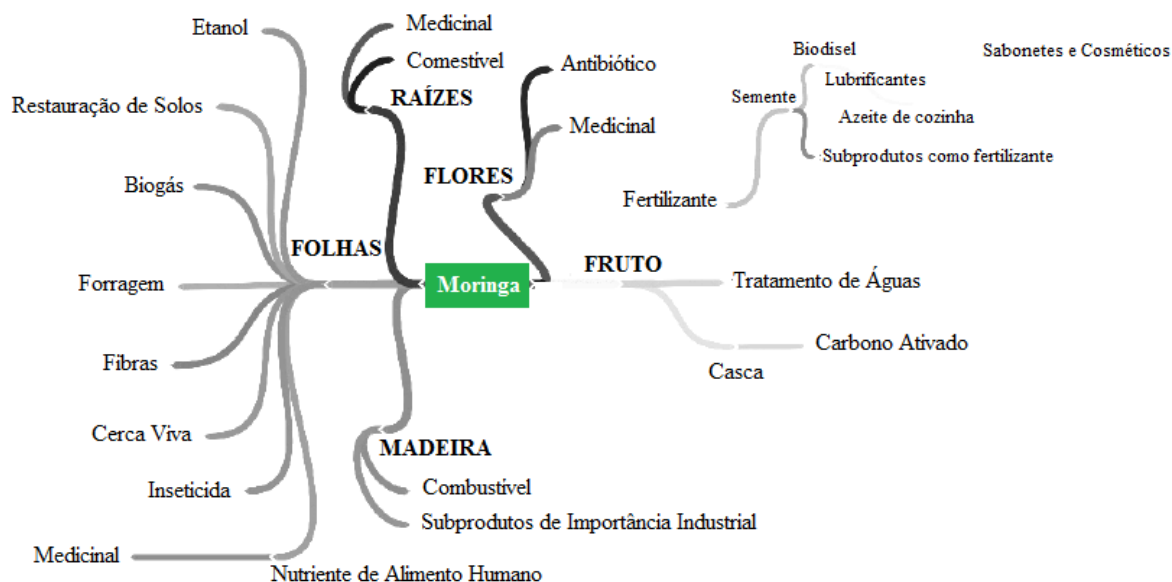 Etanol
Restauração de Solos
Biogás
Forragem
Fibras
Cerca Viva
Inseticida
Medicinal
Nutriente de Alimento Humano
FOLHAS
Medicinal
Comestível
RAÍZES
Moringa
MADEIRA
Combustível
Subprodutos de Importância Industrial
Antibiótico
Medicinal
FLORES
FRUTO
Fertilizante
Semente
Biodisel
Sabonetes e Cosméticos
Lubrificantes
Azeite de cozinha
Subprodutos como fertilizante
Tratamento de Águas
Casca
Carbono Ativado